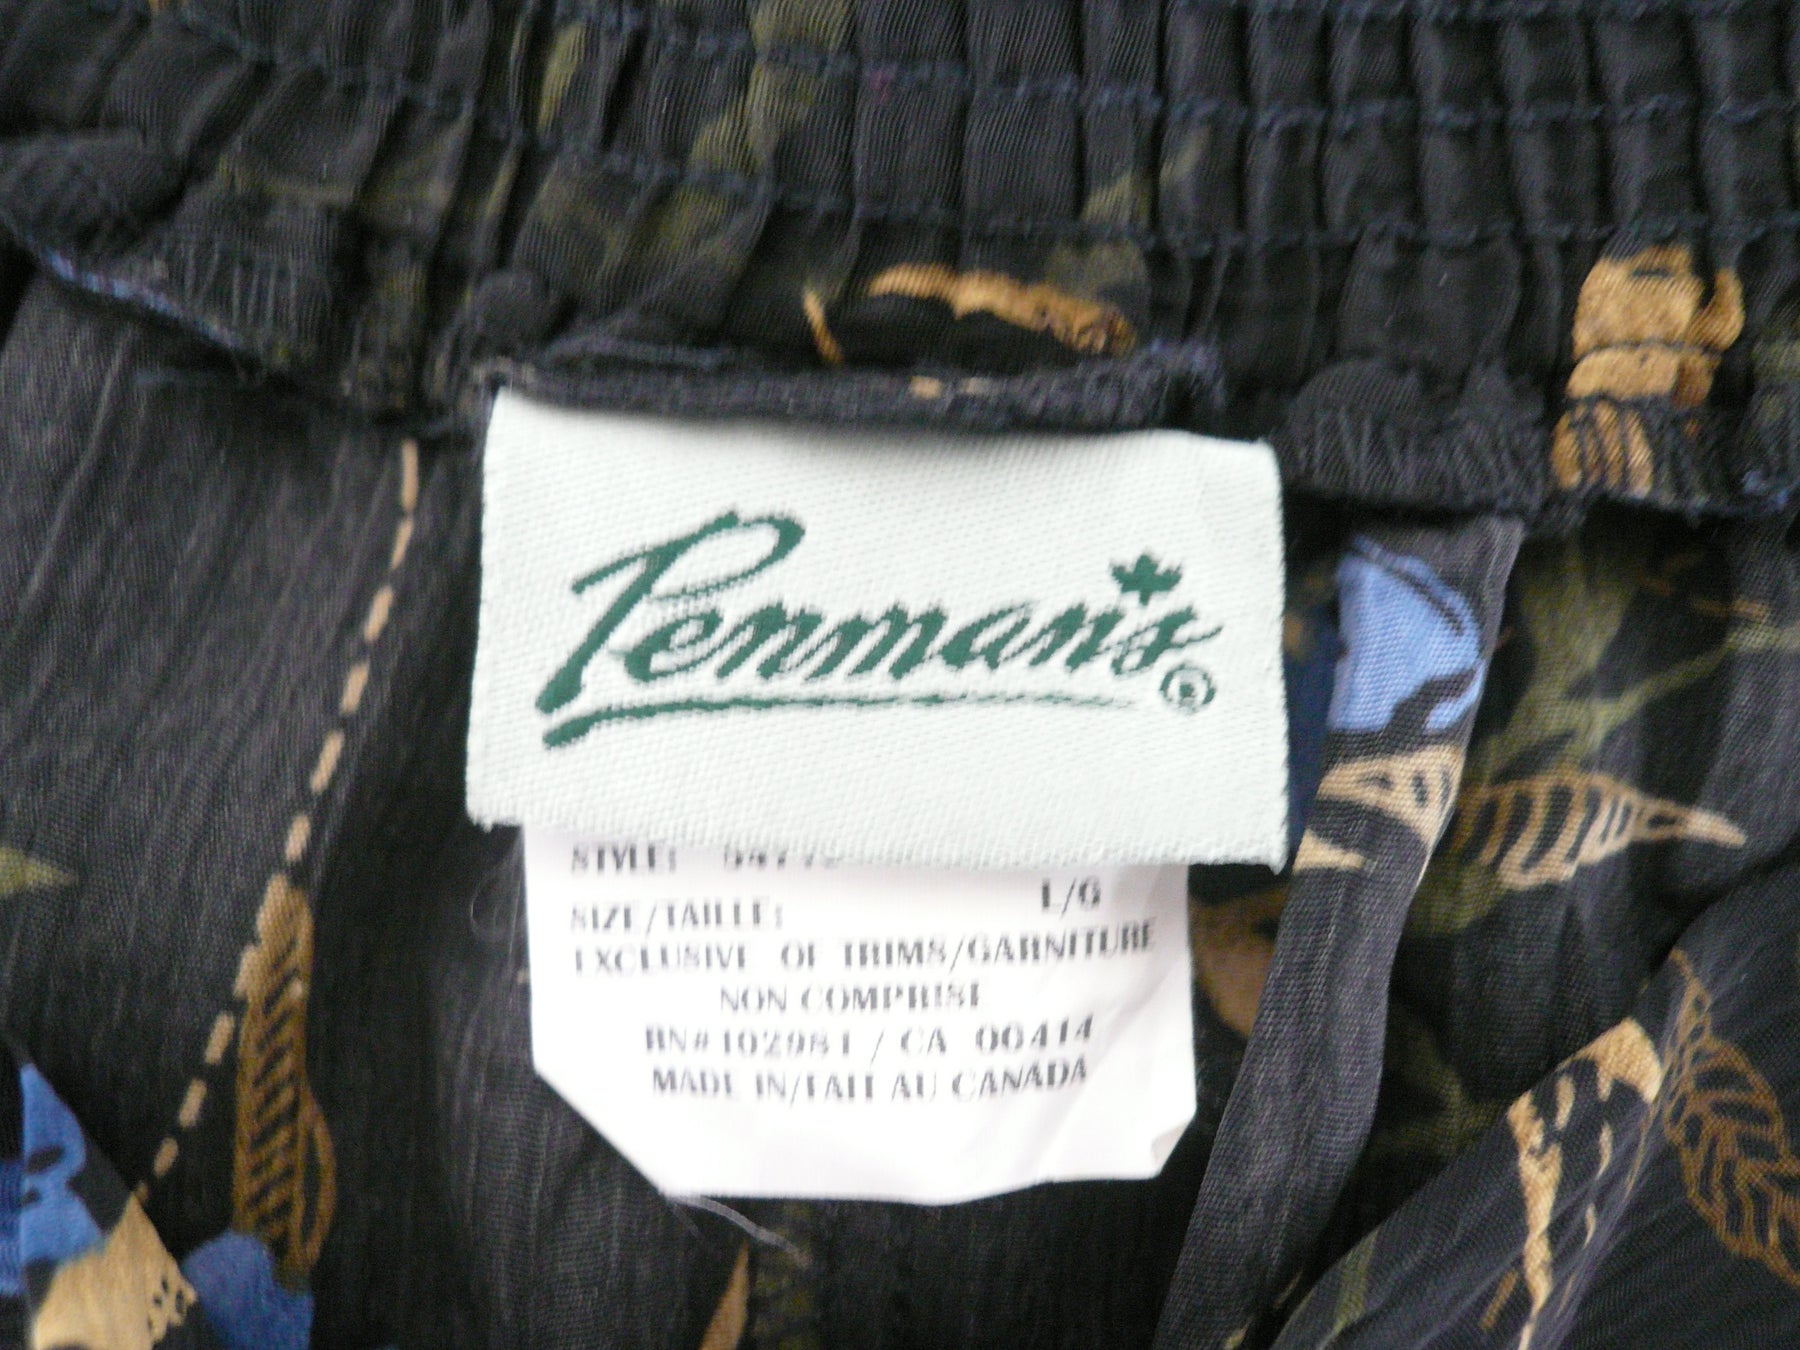 Penmans®
STYLE:
SIZE/TAILLE: L/G
EXCLUSIVE OF TRIMS/GARNITURE
NON COMPRISE
RN#102981 / CA 00414
MADE IN/FAIT AU CANADA